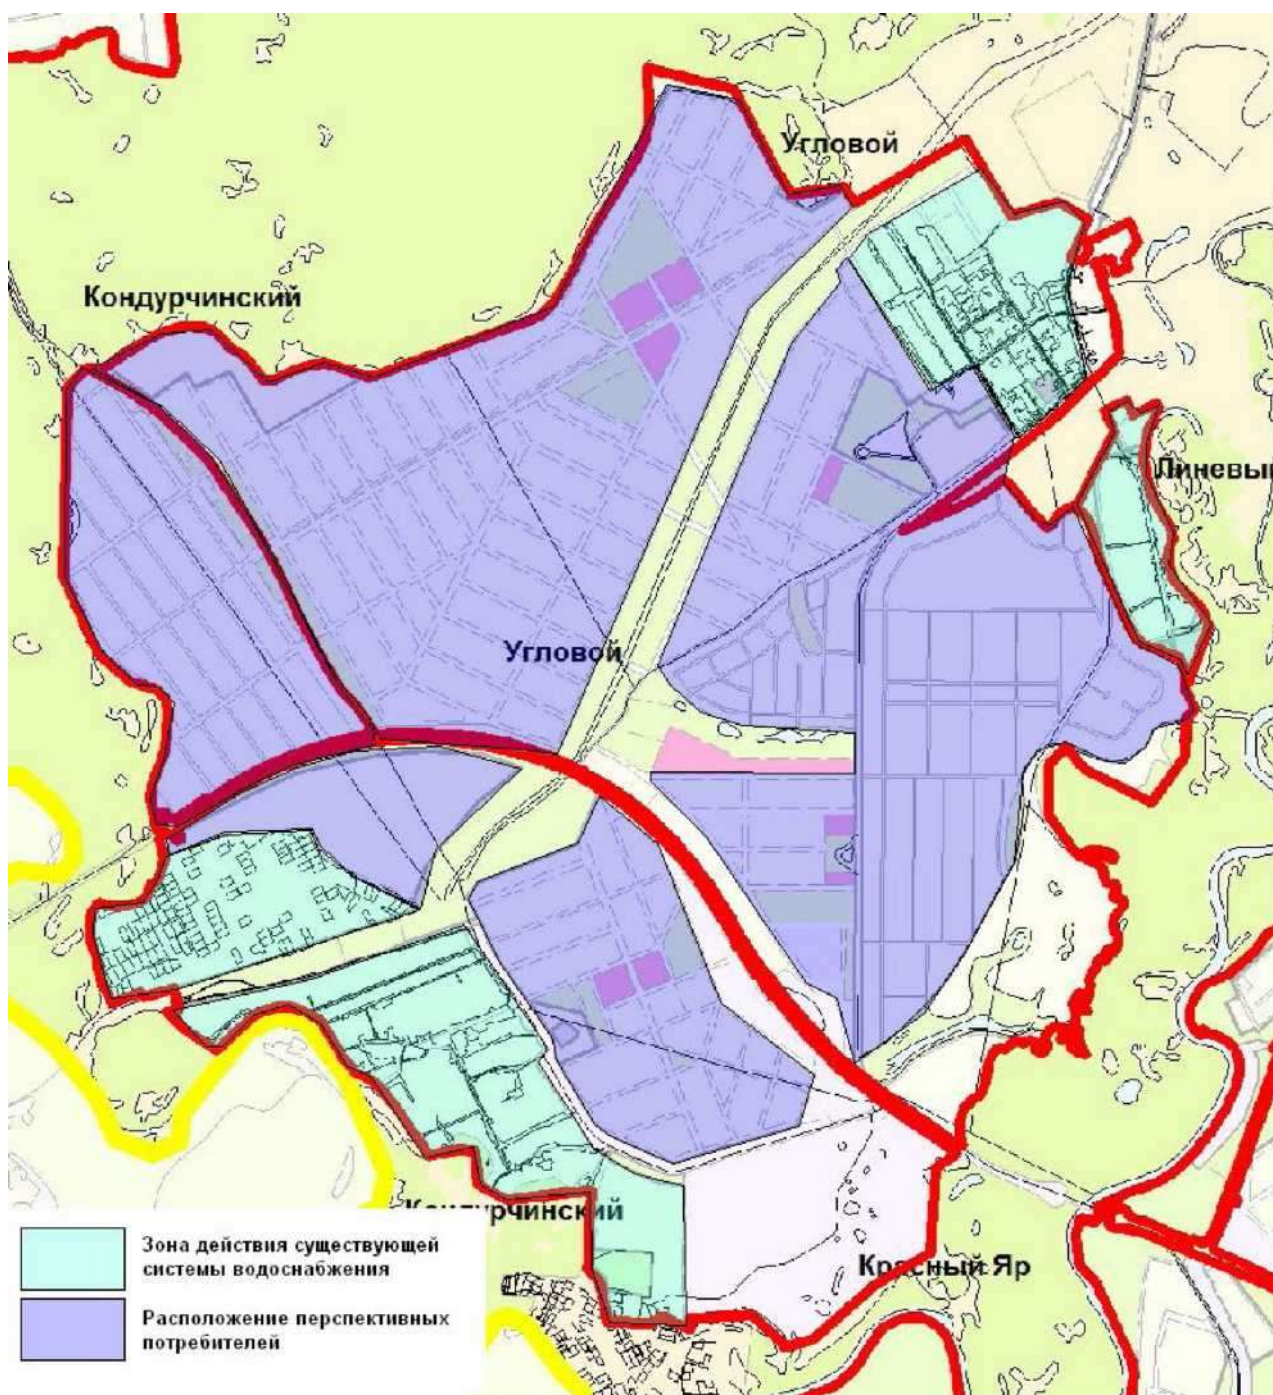 Угловой
Кондурчинский
Линевый
Угловой
Кондурчинский
Красный Яр
Зона действия существующей
системы водоснабжения
Расположение перспективных
потребителей